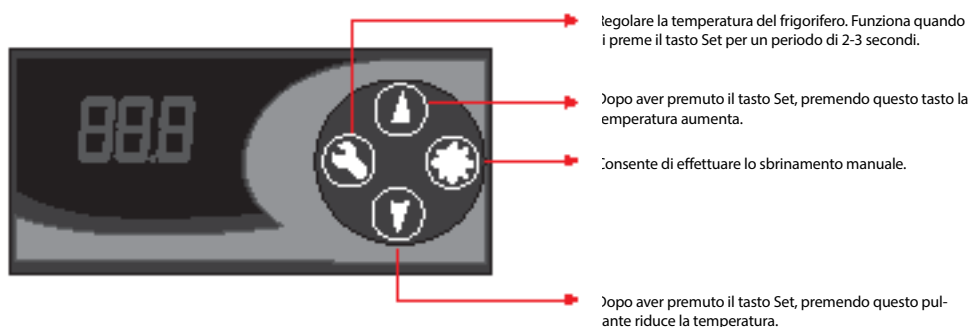 88.8
Regolare la temperatura del frigorifero. Funziona quando
i preme il tasto Set per un periodo di 2-3 secondi.
Dopo aver premuto il tasto Set, premendo questo tasto la
emperatura aumenta.
Consente di effettuare lo sbrinamento manuale.
Dopo aver premuto il tasto Set, premendo questo pul-
ante riduce la temperatura.